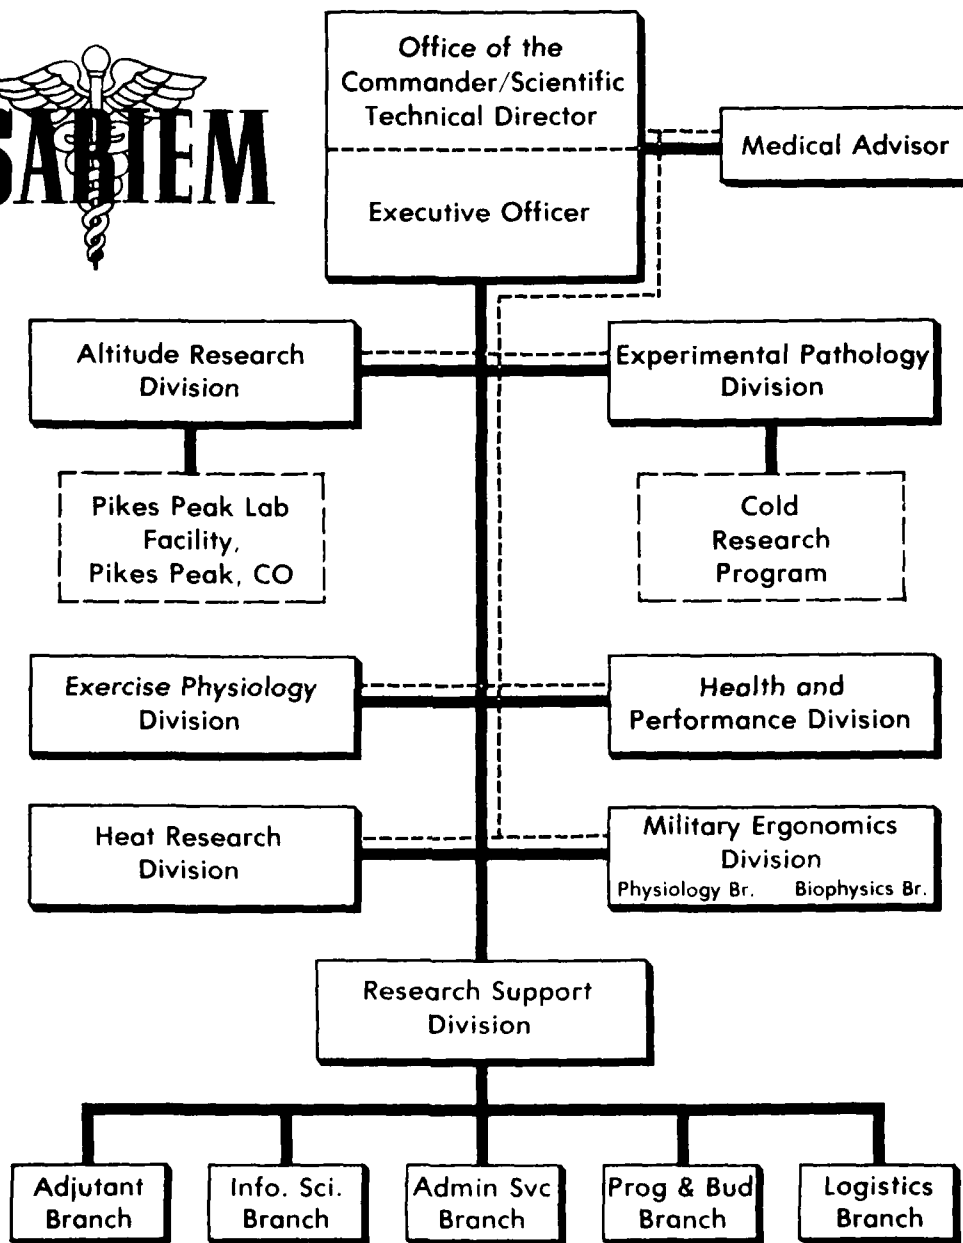 SARIEM
Office of the
Commander/Scientific
Technical Director
Executive Officer
Medical Advisor
Altitude Research
Division
Experimental Pathology
Division
Pikes Peak Lab
Facility,
Pikes Peak, CO
Cold
Research
Program
Exercise Physiology
Division
Health and
Performance Division
Heat Research
Division
Military Ergonomics
Division
Physiology Br. Biophysics Br.
Research Support
Division
Adjutant
Branch
Info. Sci.
Branch
Admin Svc
Branch
Prog & Bud
Branch
Logistics
Branch